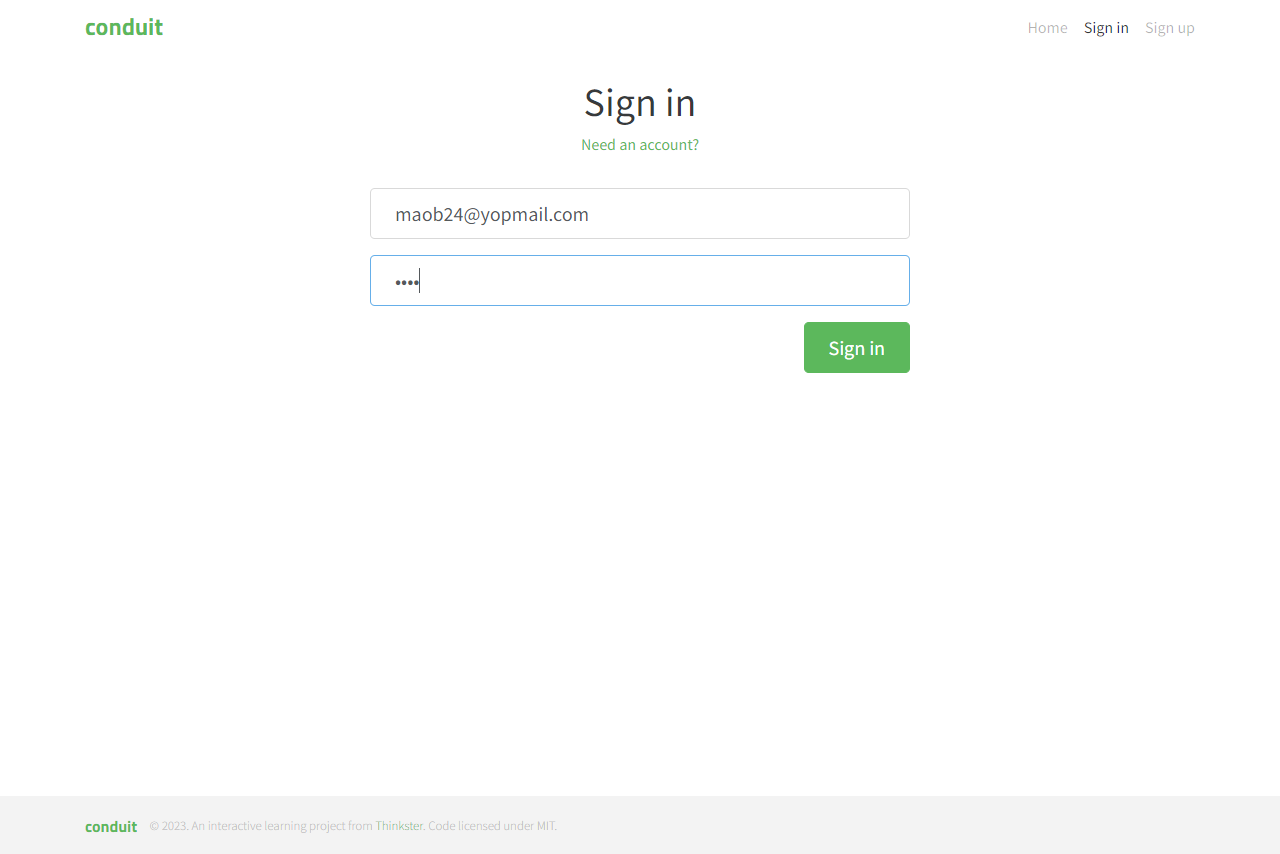 conduit
Home Sign in Sign up
Sign in
Need an account?
maob24@yopmail.com
••••
Sign in
conduit © 2023. An interactive learning project from Thinkster. Code licensed under MIT.